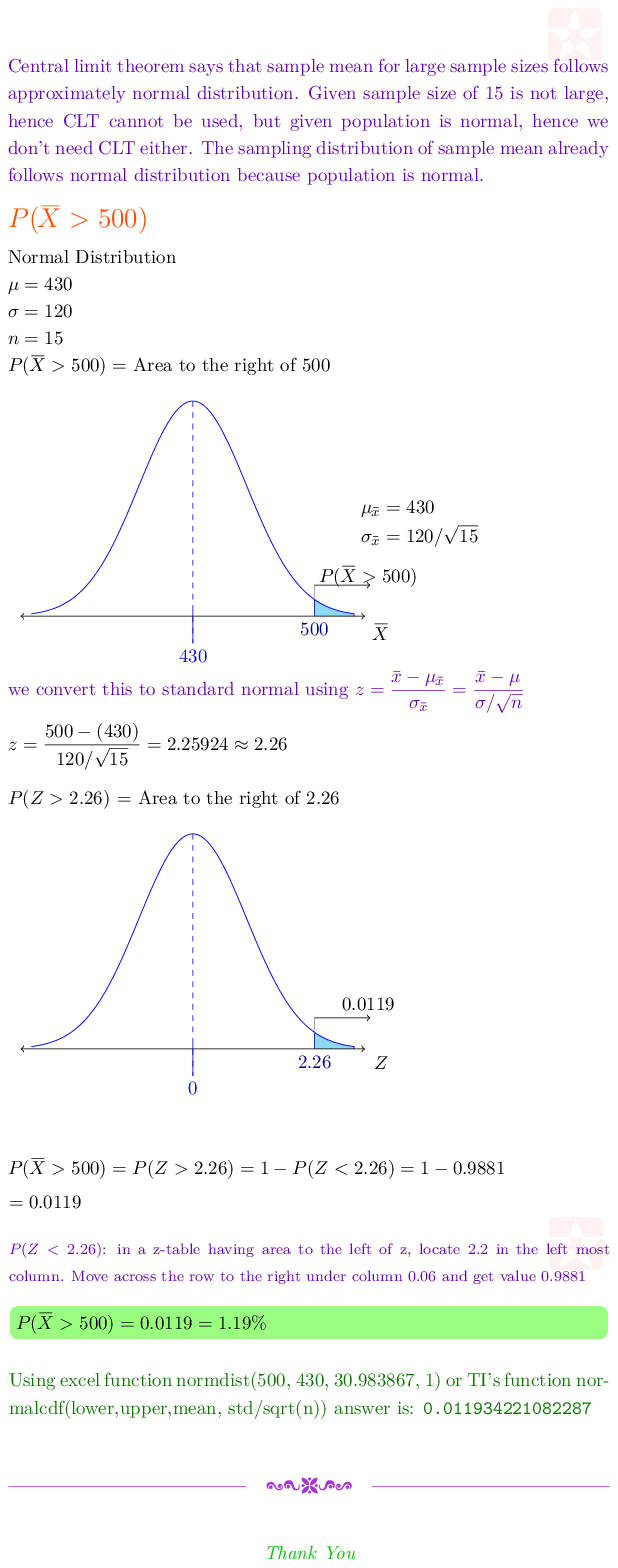 Central limit theorem says that sample mean for large sample sizes follows
approximately normal distribution. Given sample size of 15 is not large,
hence CLT cannot be used, but given population is normal, hence we
don't need CLT either. The sampling distribution of sample mean already
follows normal distribution because population is normal.
P(X̅ > 500)
Normal Distribution
μ = 430
σ = 120
n = 15
P(X̅ > 500) = Area to the right of 500
μ_x̄ = 430
σ_x̄ = 120/√15
P(X̅ > 500)
500
X̅
430
we convert this to standard normal using z = (x̄ − μ_x̄)/σ_x̄ = (x̄ − μ)/(σ/√n)
z = (500 − (430))/(120/√15) = 2.25924 ≈ 2.26
P(Z > 2.26) = Area to the right of 2.26
0.0119
2.26
Z
0
P(X̅ > 500) = P(Z > 2.26) = 1 − P(Z < 2.26) = 1 − 0.9881
= 0.0119
P(Z < 2.26): in a z-table having area to the left of z, locate 2.2 in the left most
column. Move across the row to the right under column 0.06 and get value 0.9881
P(X̅ > 500) = 0.0119 = 1.19%
Using excel function normdist(500, 430, 30.983867, 1) or TI's function nor-
malcdf(lower,upper,mean, std/sqrt(n)) answer is: 0.011934221082287
Thank You